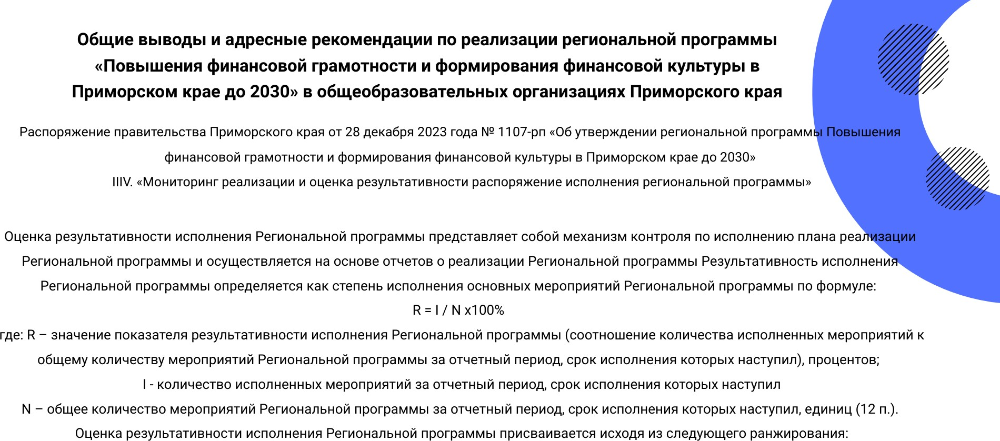 Общие выводы и адресные рекомендации по реализации региональной программы
«Повышения финансовой грамотности и формирования финансовой культуры в
Приморском крае до 2030» в общеобразовательных организациях Приморского края
Распоряжение правительства Приморского края от 28 декабря 2023 года № 1107-рп «Об утверждении региональной программы Повышения
финансовой грамотности и формирования финансовой культуры в Приморском крае до 2030»
IIIV. «Мониторинг реализации и оценка результативности распоряжение исполнения региональной программы»
Оценка результативности исполнения Региональной программы представляет собой механизм контроля по исполнению плана реализации
Региональной программы и осуществляется на основе отчетов о реализации Региональной программы Результативность исполнения
Региональной программы определяется как степень исполнения основных мероприятий Региональной программы по формуле:
R = I / N x100%
где: R – значение показателя результативности исполнения Региональной программы (соотношение количества исполненных мероприятий к
общему количеству мероприятий Региональной программы за отчетный период, срок исполнения которых наступил), процентов;
I - количество исполненных мероприятий за отчетный период, срок исполнения которых наступил
N – общее количество мероприятий Региональной программы за отчетный период, срок исполнения которых наступил, единиц (12 п.).
Оценка результативности исполнения Региональной программы присваивается исходя из следующего ранжирования: